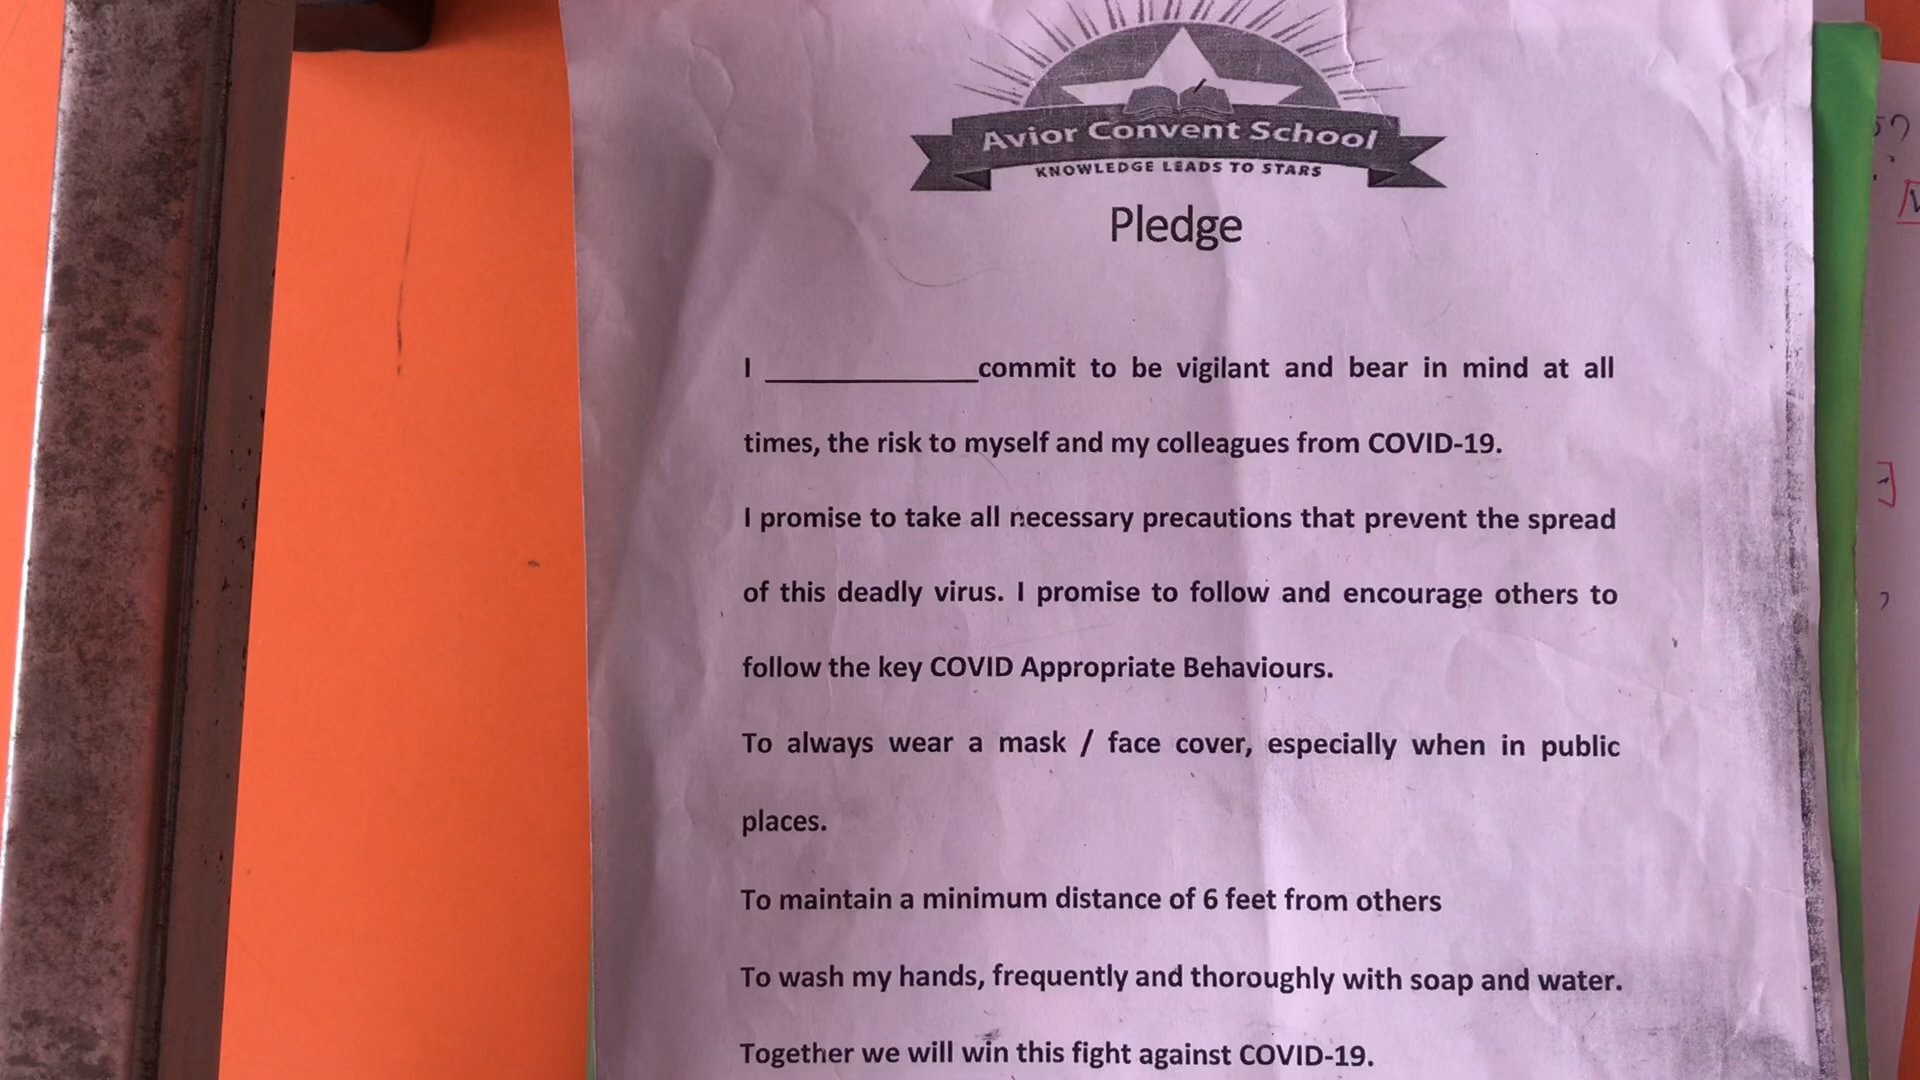 Avior Convent School
KNOWLEDGE LEADS TO STARS
Pledge
I ______________commit to be vigilant and bear in mind at all
times, the risk to myself and my colleagues from COVID-19.
I promise to take all necessary precautions that prevent the spread
of this deadly virus. I promise to follow and encourage others to
follow the key COVID Appropriate Behaviours.
To always wear a mask / face cover, especially when in public
places.
To maintain a minimum distance of 6 feet from others
To wash my hands, frequently and thoroughly with soap and water.
Together we will win this fight against COVID-19.